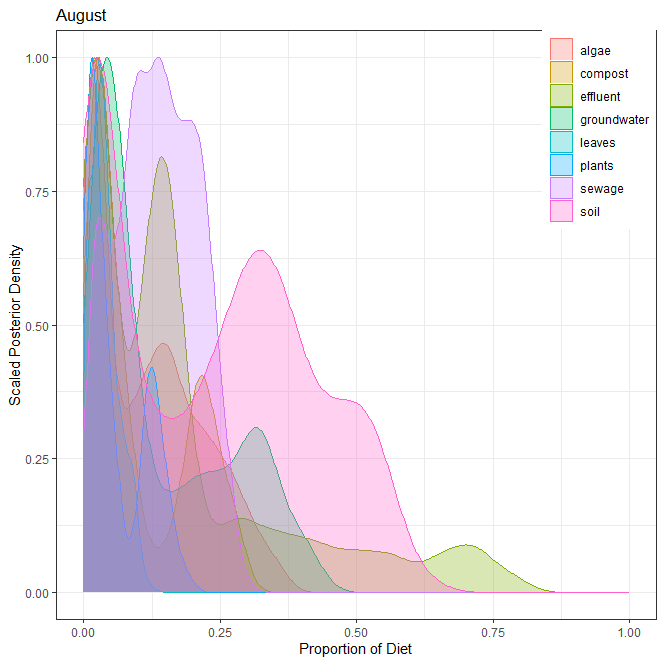 August
1.00
0.75
0.50
0.25
0.00
Scaled Posterior Density
0.00 0.25 0.50 0.75 1.00
Proportion of Diet
algae
compost
effluent
groundwater
leaves
plants
sewage
soil